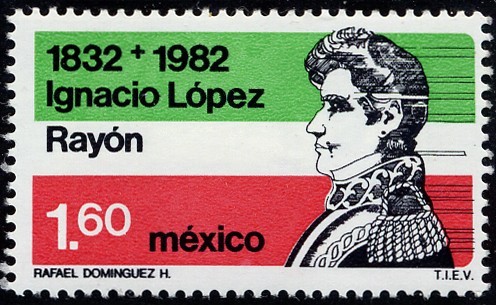 1832 + 1982
Ignacio López
Rayón
1.60 méxico
RAFAEL DOMINGUEZ H. T.I.E.V.